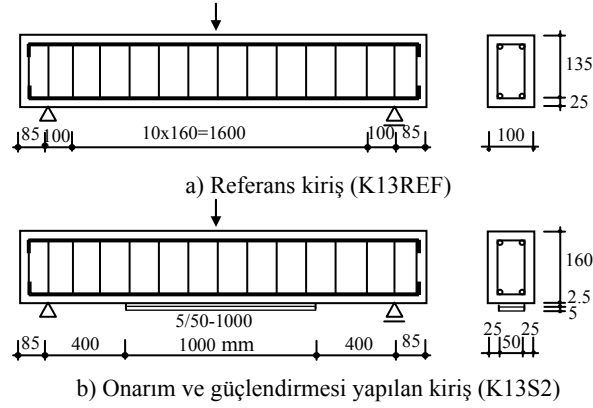 135
25
85 100 10x160=1600 100 85 100
a) Referans kiriş (K13REF)
160
2.5
5
5/50-1000
85 400 1000 mm 400 85
25 50 25
b) Onarım ve güçlendirmesi yapılan kiriş (K13S2)